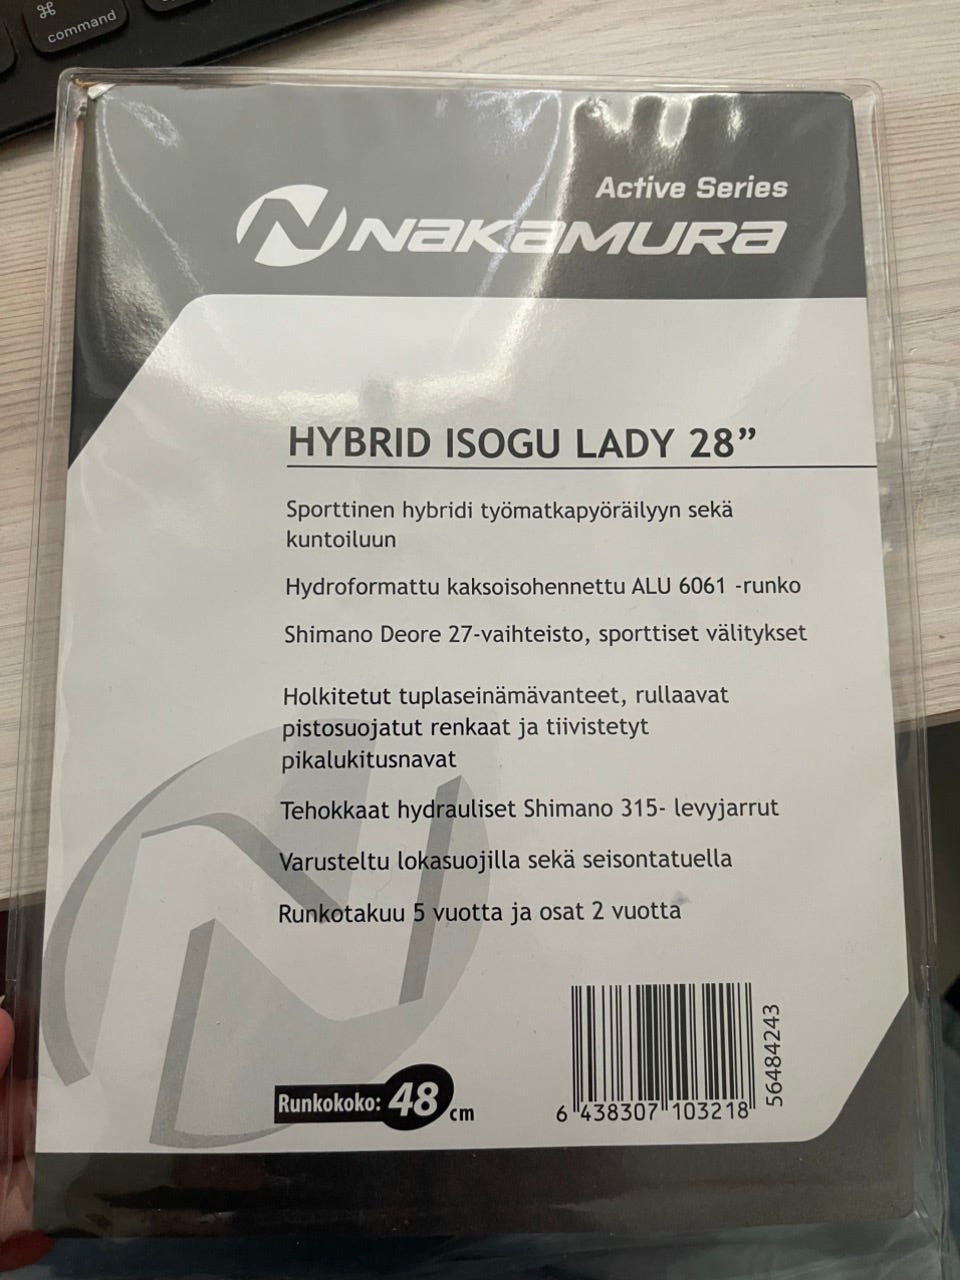 ⌘
command
Active Series
NAKAMURA
HYBRID ISOGU LADY 28”
Sporttinen hybridi työmatkapyöräilyyn sekä
kuntoiluun
Hydroformattu kaksoisohennettu ALU 6061 -runko
Shimano Deore 27-vaihteisto, sporttiset välitykset
Holkitetut tuplaseinämävanteet, rullaavat
pistosuojatut renkaat ja tiivistetyt
pikalukitusnavat
Tehokkaat hydrauliset Shimano 315- levyjarrut
Varusteltu lokasuojilla sekä seisontatuella
Runkotakuu 5 vuotta ja osat 2 vuotta
Runkokoko: 48 cm
6 438307 103218
56484243